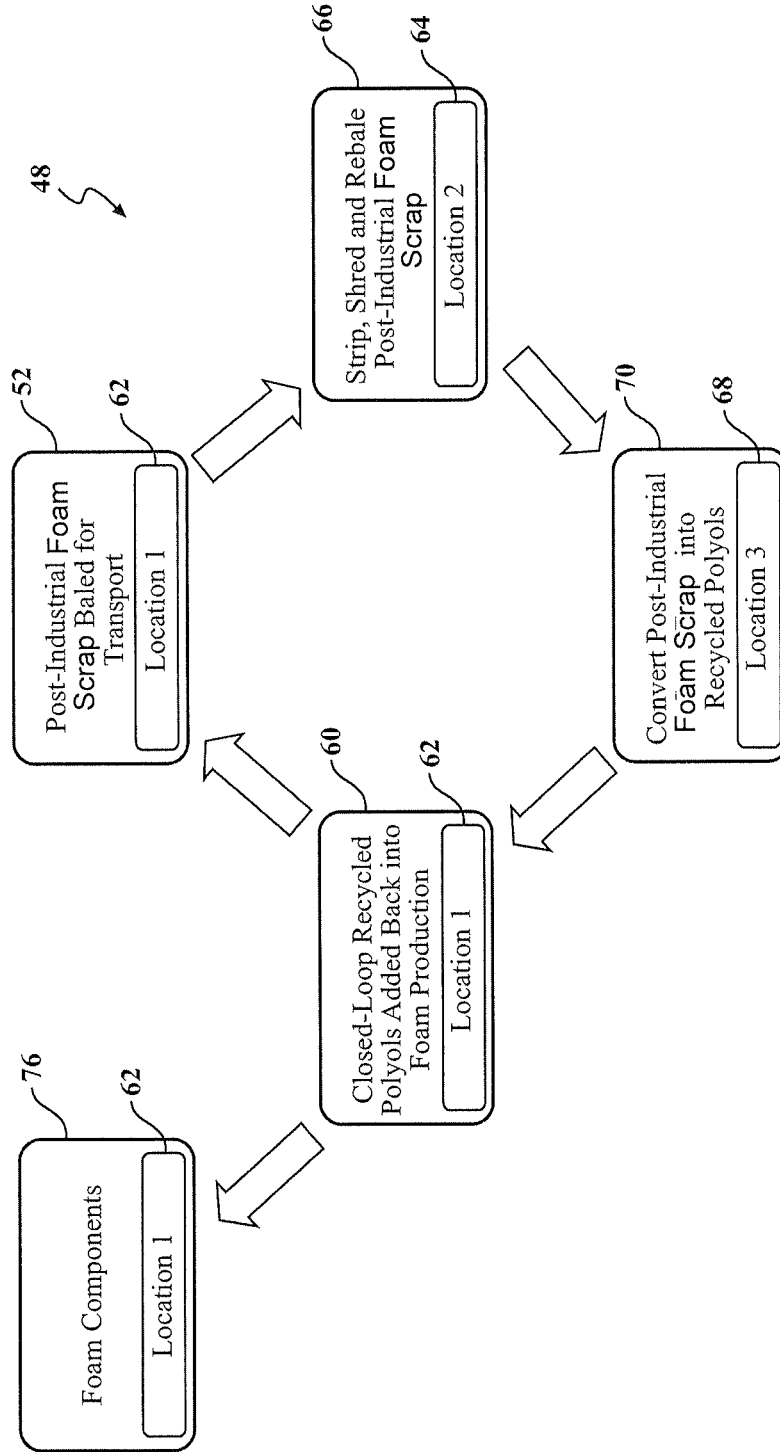 48
76
Foam Components
62
Location 1
52
Post-Industrial Foam
Scrap Baled for
Transport
62
Location 1
60
Closed-Loop Recycled
Polyols Added Back into
Foam Production
62
Location 1
66
Strip, Shred and Rebale
Post-Industrial Foam
Scrap
64
Location 2
70
Convert Post-Industrial
Foam Scrap into
Recycled Polyols
68
Location 3